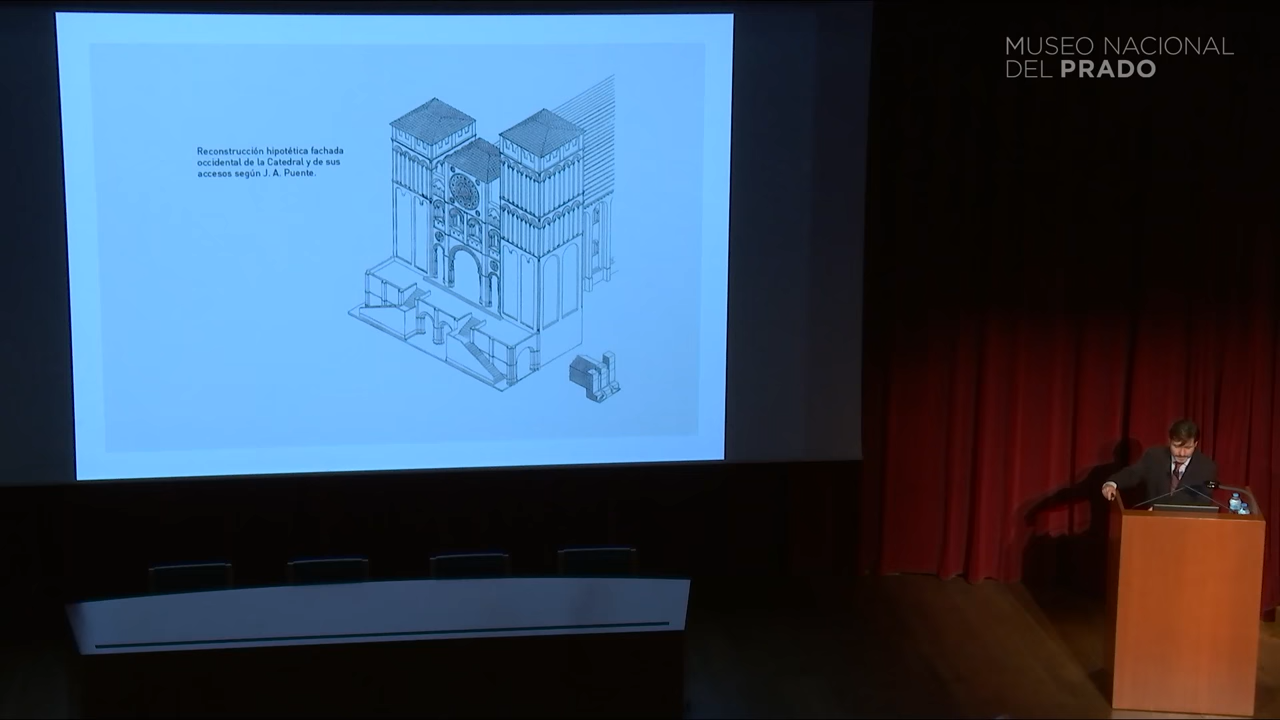 MUSEO NACIONAL
DEL PRADO
Reconstrucción hipotética fachada
occidental de la Catedral y de sus
accesos según J. A. Puente.